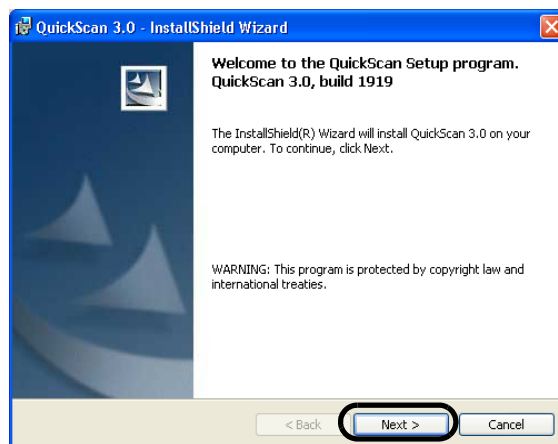 QuickScan 3.0 - InstallShield Wizard
Welcome to the QuickScan Setup program.
QuickScan 3.0, build 1919
The InstallShield(R) Wizard will install QuickScan 3.0 on your
computer. To continue, click Next.
WARNING: This program is protected by copyright law and
international treaties.
< Back
Next >
Cancel